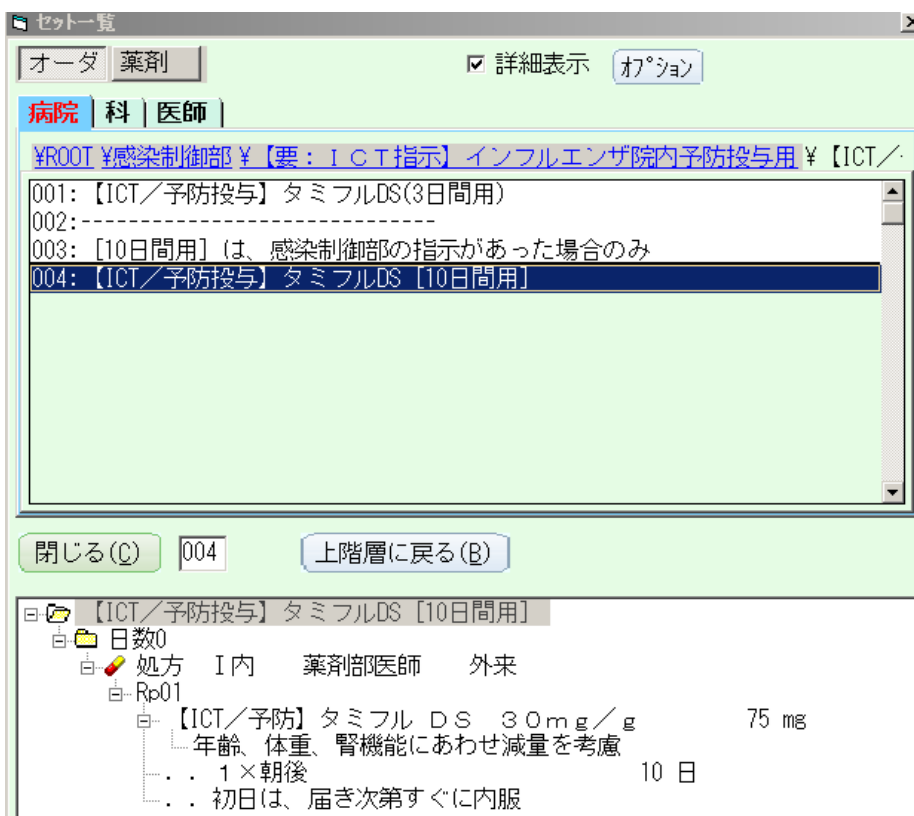 セット一覧
オーダ 薬剤 詳細表示 オプション
病院 科 医師
¥ROOT ¥感染制御部 ¥【要：ＩＣＴ指示】インフルエンザ院内予防投与用 ¥【ICT／
001:【ICT／予防投与】タミフルDS(3日間用)
002:------------------------------
003: [10日間用] は、感染制御部の指示があった場合のみ
004:【ICT／予防投与】タミフルDS [10日間用]
閉じる(C) 004 上階層に戻る(B)
【ICT／予防投与】タミフルDS [10日間用]
日数0
処方 Ｉ内 薬剤部医師 外来
Rp01
【ICT／予防】タミフル ＤＳ ３０ｍｇ／ｇ 75 mg
年齢、体重、腎機能にあわせ減量を考慮
．．１×朝後 10 日
．．初日は、届き次第すぐに内服